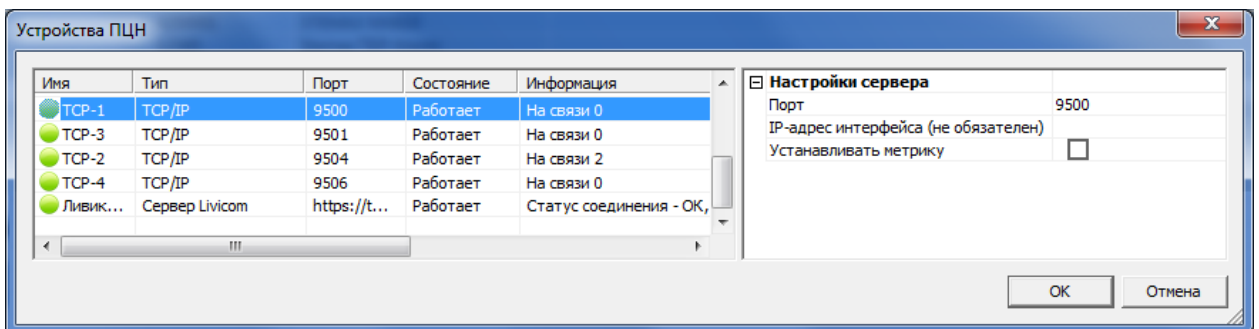 Устройства ПЦН
Имя Тип Порт Состояние Информация
TCP-1 TCP/IP 9500 Работает На связи 0
TCP-3 TCP/IP 9501 Работает На связи 0
TCP-2 TCP/IP 9504 Работает На связи 2
TCP-4 TCP/IP 9506 Работает На связи 0
Ливик... Сервер Livicom https://t... Работает Статус соединения - OK,
Настройки сервера
Порт 9500
IP-адрес интерфейса (не обязателен)
Устанавливать метрику
OK Отмена